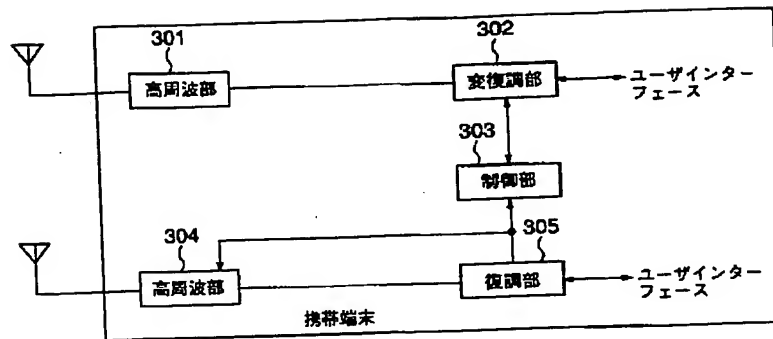 301
302
高周波部
変復調部
ユーザインター
フェース
303
制御部
304
305
高周波部
復調部
ユーザインター
フェース
携帯端末